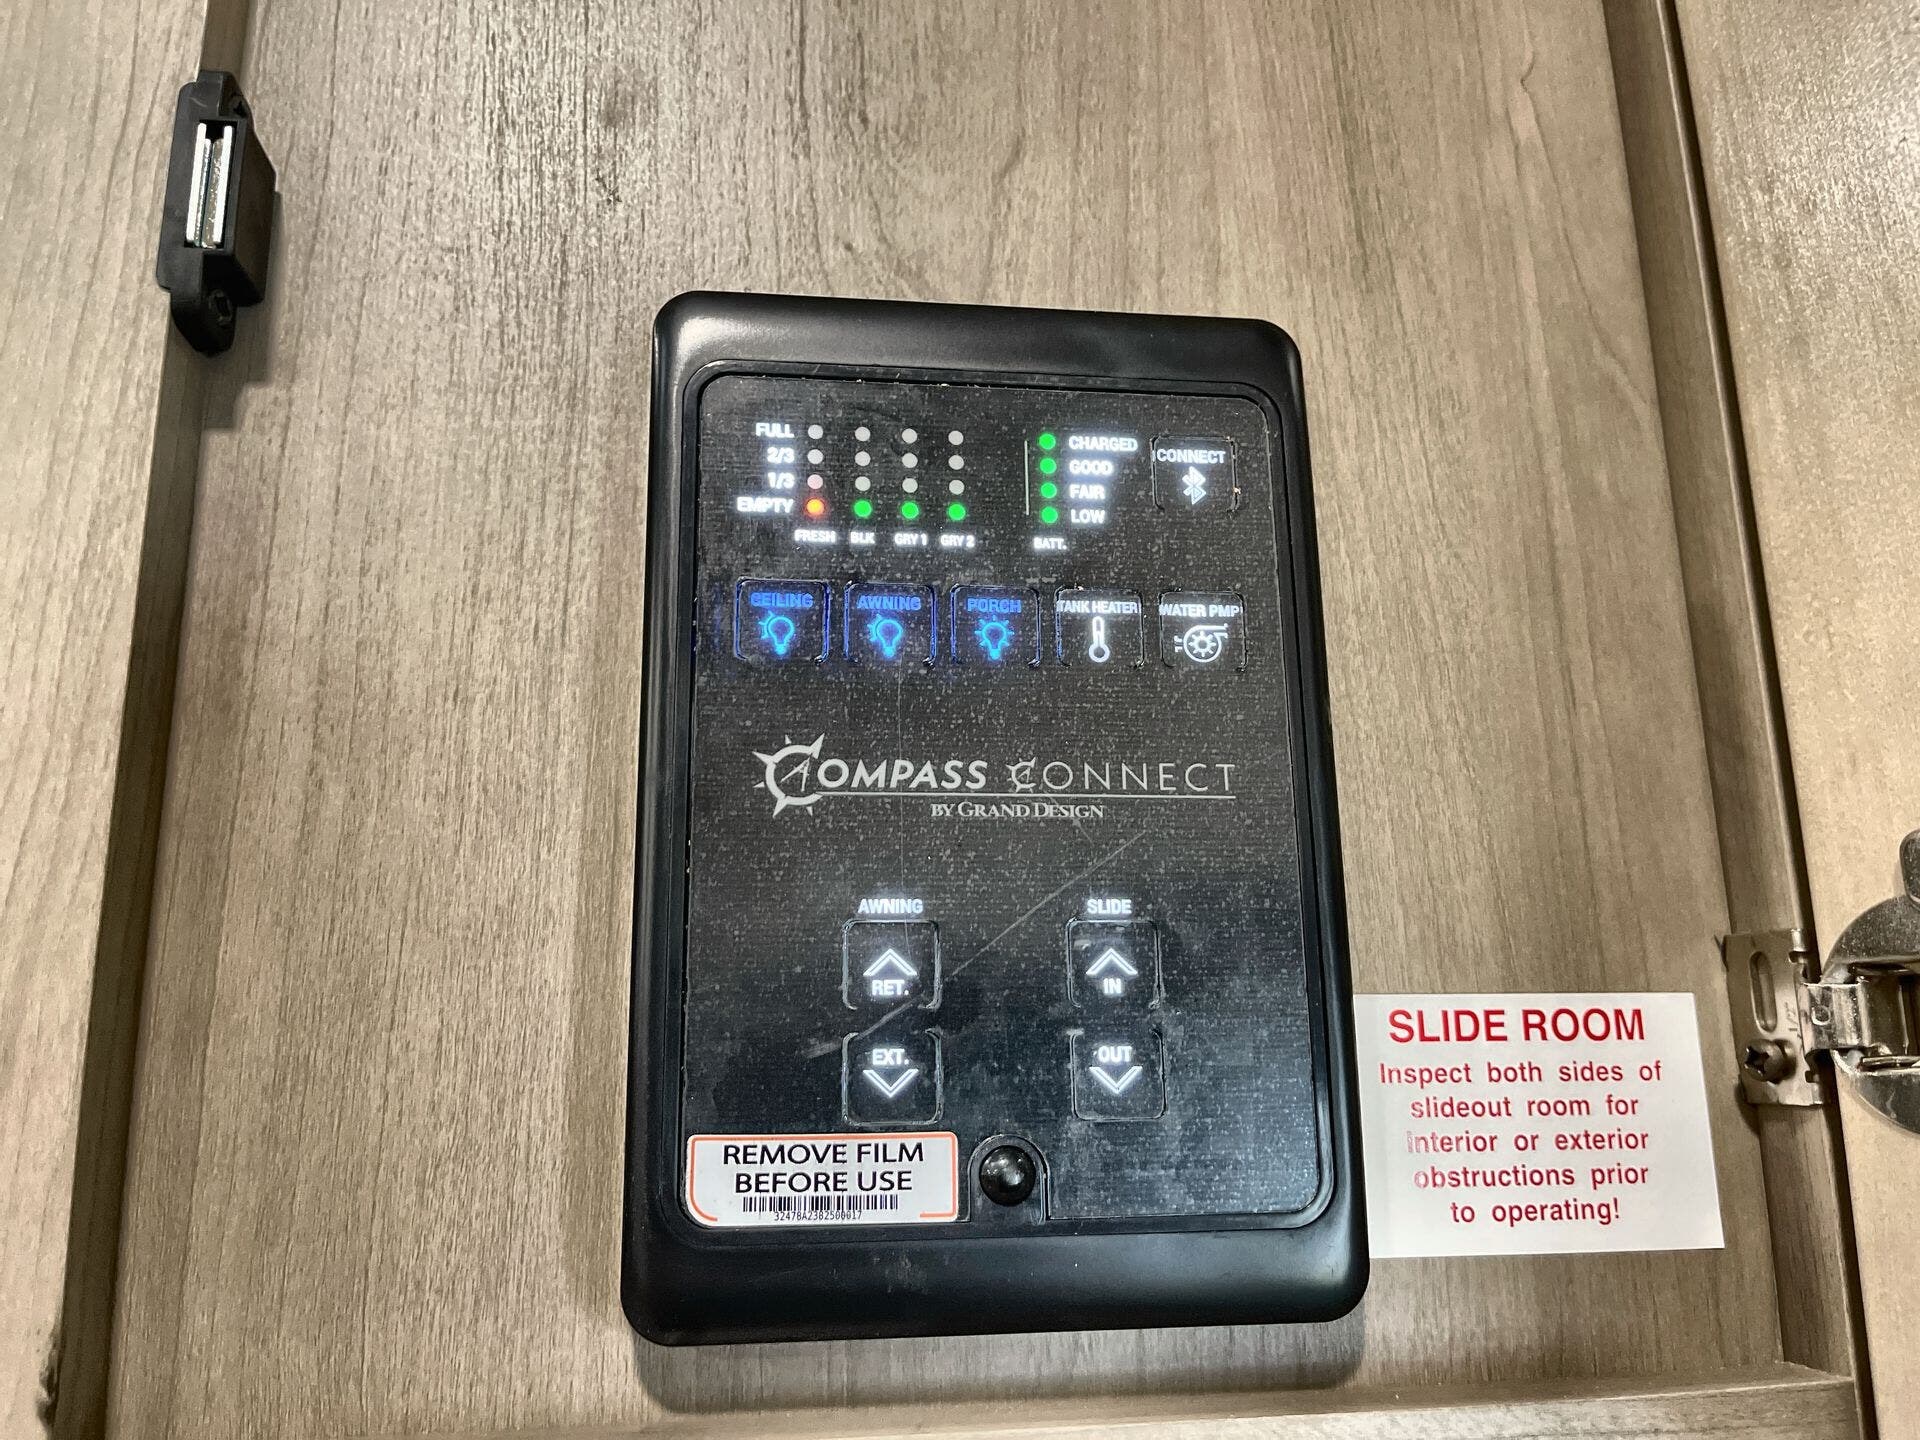 FULL
2/3
1/3
EMPTY
FRESH BLK GRY 1 GRY 2
CHARGED
GOOD
FAIR
LOW
BATT.
CONNECT
CEILING
AWNING
PORCH
TANK HEATER
WATER PMP
COMPASS CONNECT
BY GRAND DESIGN
AWNING
RET.
EXT.
SLIDE
IN
OUT
REMOVE FILM
BEFORE USE
32478A2382500017
SLIDE ROOM
Inspect both sides of
slideout room for
interior or exterior
obstructions prior
to operating!